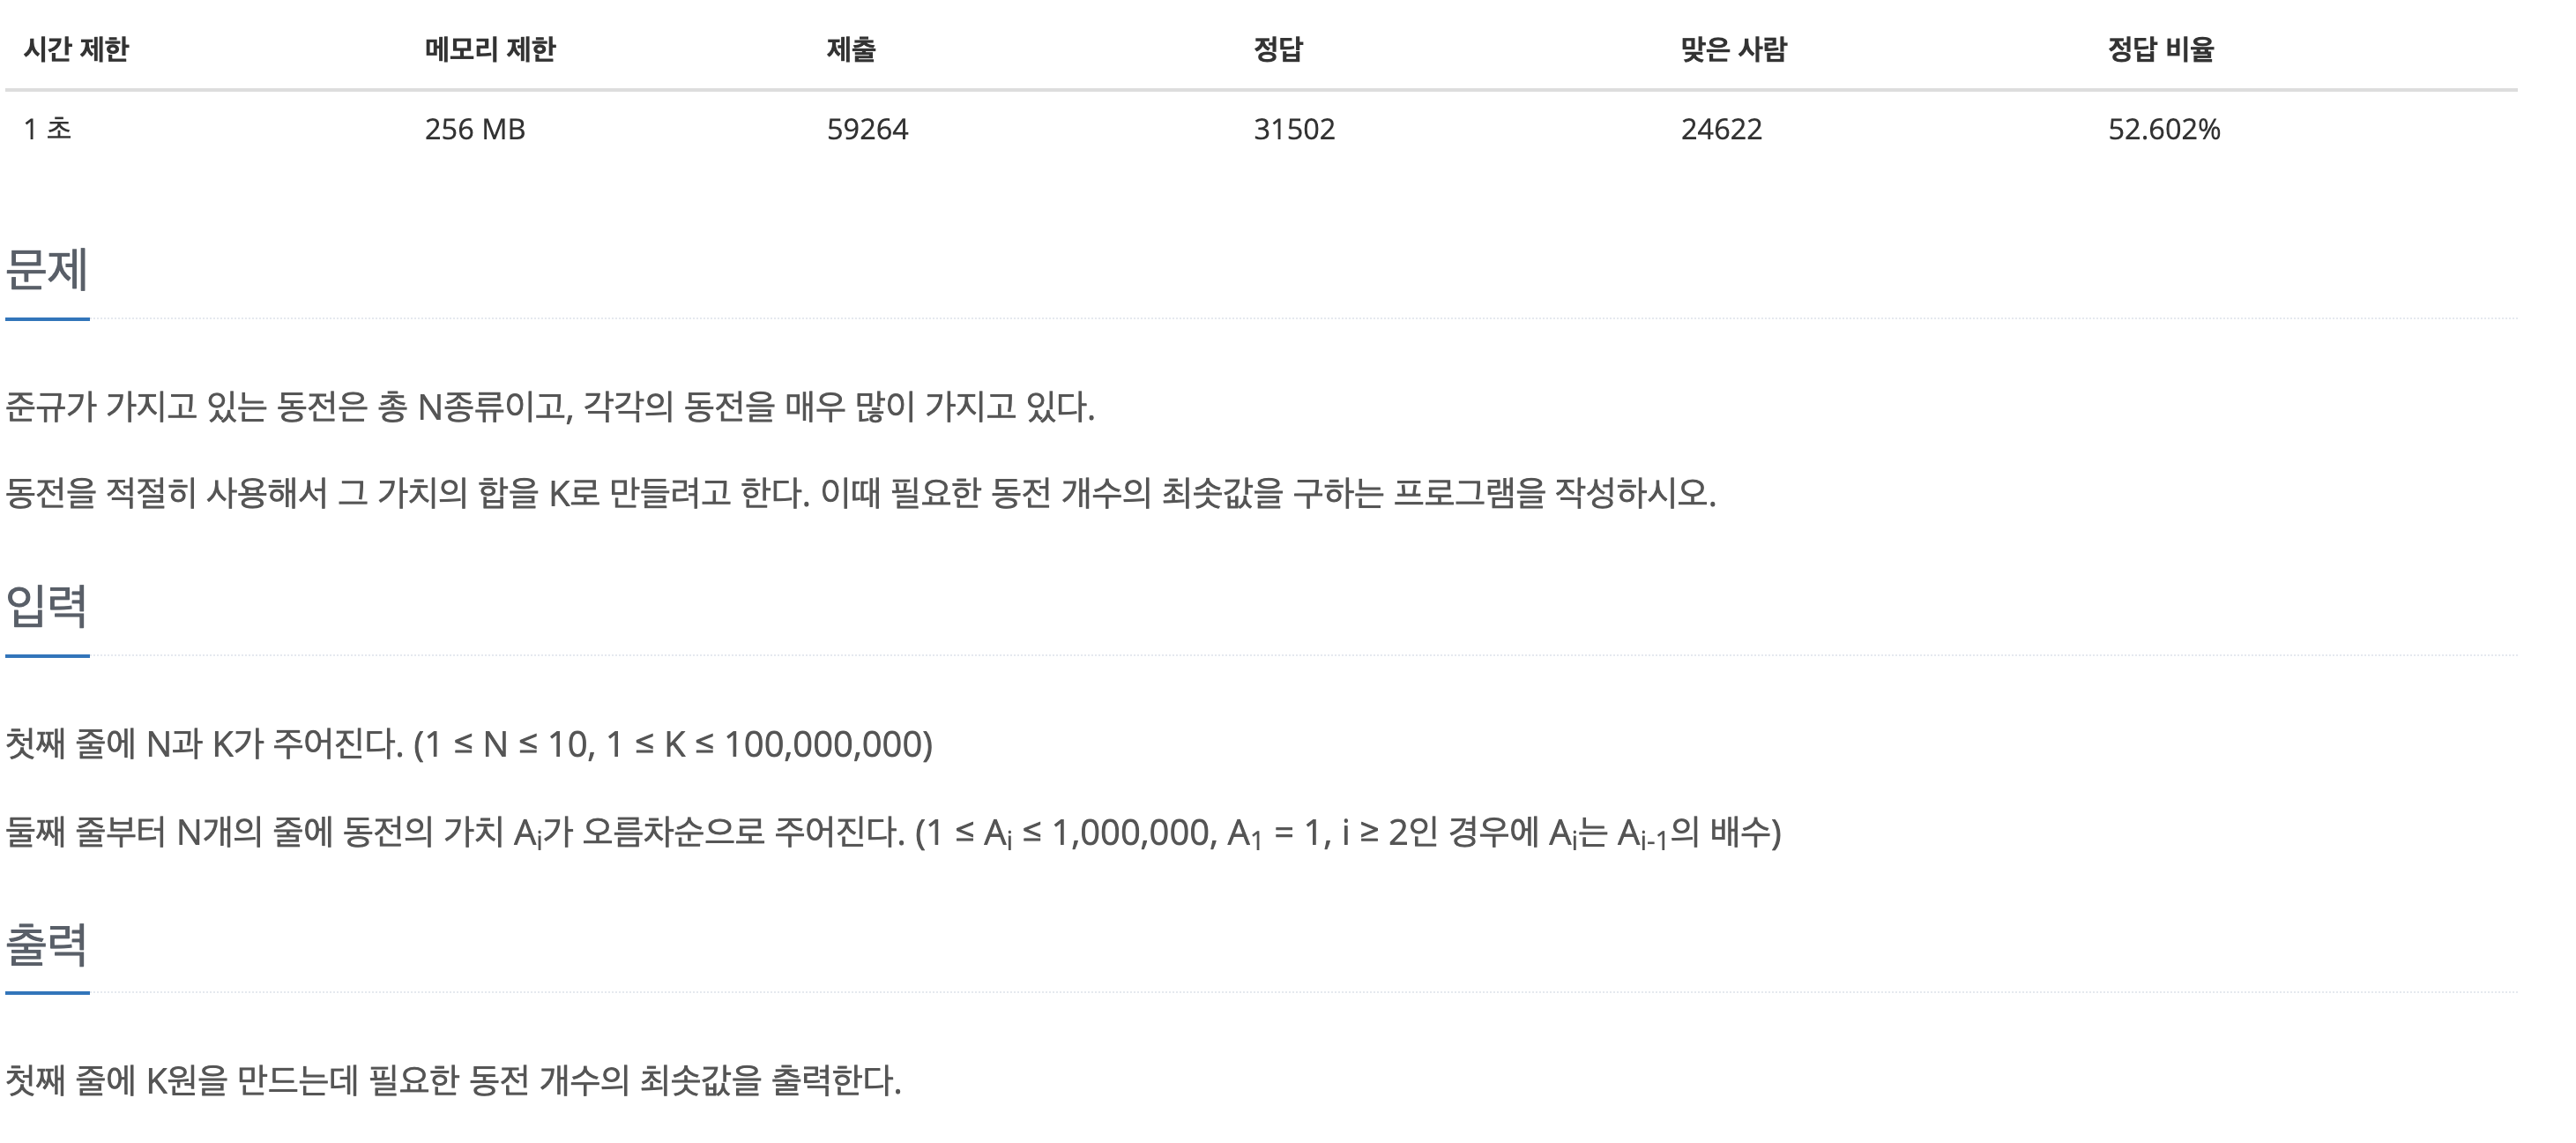 시간 제한 메모리 제한 제출 정답 맞은 사람 정답 비율
1 초 256 MB 59264 31502 24622 52.602%
문제
준규가 가지고 있는 동전은 총 N종류이고, 각각의 동전을 매우 많이 가지고 있다.
동전을 적절히 사용해서 그 가치의 합을 K로 만들려고 한다. 이때 필요한 동전 개수의 최솟값을 구하는 프로그램을 작성하시오.
입력
첫째 줄에 N과 K가 주어진다. (1 ≤ N ≤ 10, 1 ≤ K ≤ 100,000,000)
둘째 줄부터 N개의 줄에 동전의 가치 Ai가 오름차순으로 주어진다. (1 ≤ Ai ≤ 1,000,000, A1 = 1, i ≥ 2인 경우에 Ai는 Ai-1의 배수)
출력
첫째 줄에 K원을 만드는데 필요한 동전 개수의 최솟값을 출력한다.